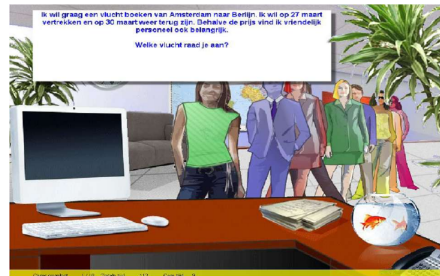 Ik wil graag een vlucht boeken van Amsterdam naar Berlijn. Ik wil op 27 maart
vertrekken en op 30 maart weer terug zijn. Behalve de prijs vind ik vriendelijk
personeel ook belangrijk.
Welke vlucht raad je aan?